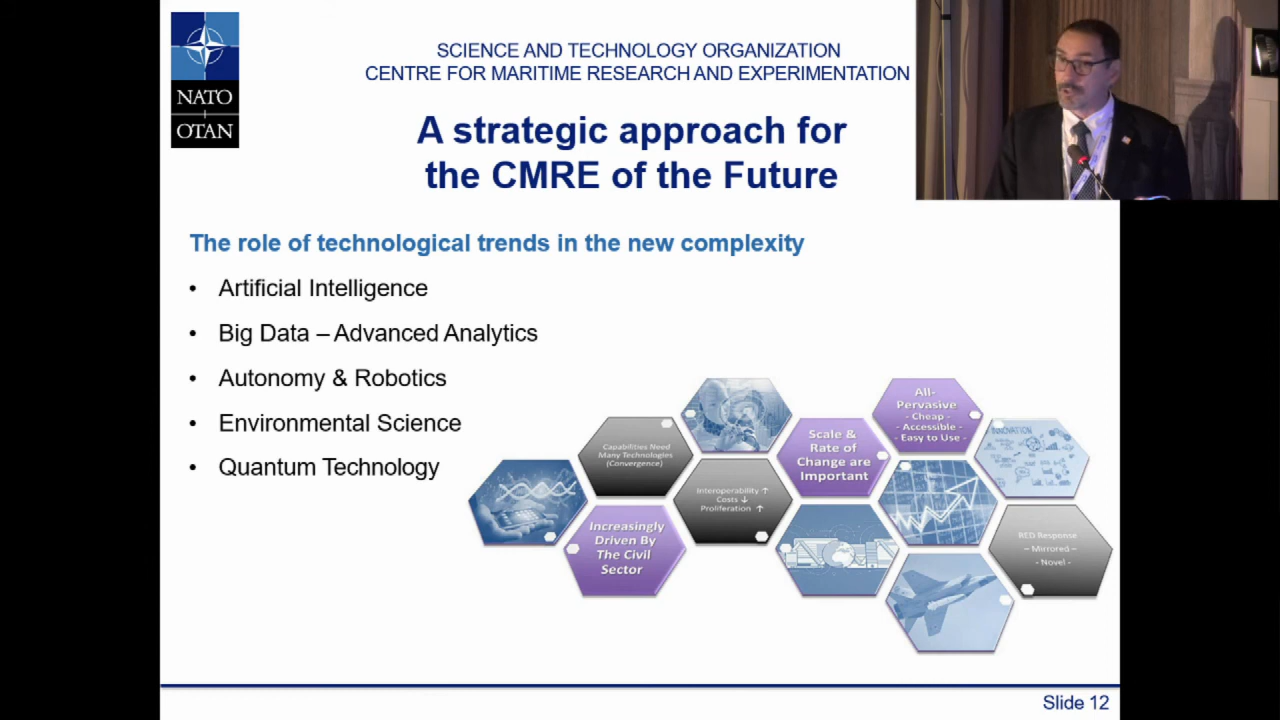 NATO
OTAN
SCIENCE AND TECHNOLOGY ORGANIZATION
CENTRE FOR MARITIME RESEARCH AND EXPERIMENTATION
A strategic approach for
the CMRE of the Future
The role of technological trends in the new complexity
• Artificial Intelligence
• Big Data – Advanced Analytics
• Autonomy & Robotics
• Environmental Science
• Quantum Technology
Capabilities Need
Many Technologies
(Convergence)
Increasingly
Driven By
The Civil
Sector
Interoperability ↑
Costs ↓
Proliferation ↑
Scale &
Rate of
Change are
Important
All-
Pervasive
- Cheap -
- Accessible -
- Easy to Use -
INNOVATION
RED Response
– Mirrored –
- Novel -
Slide 12